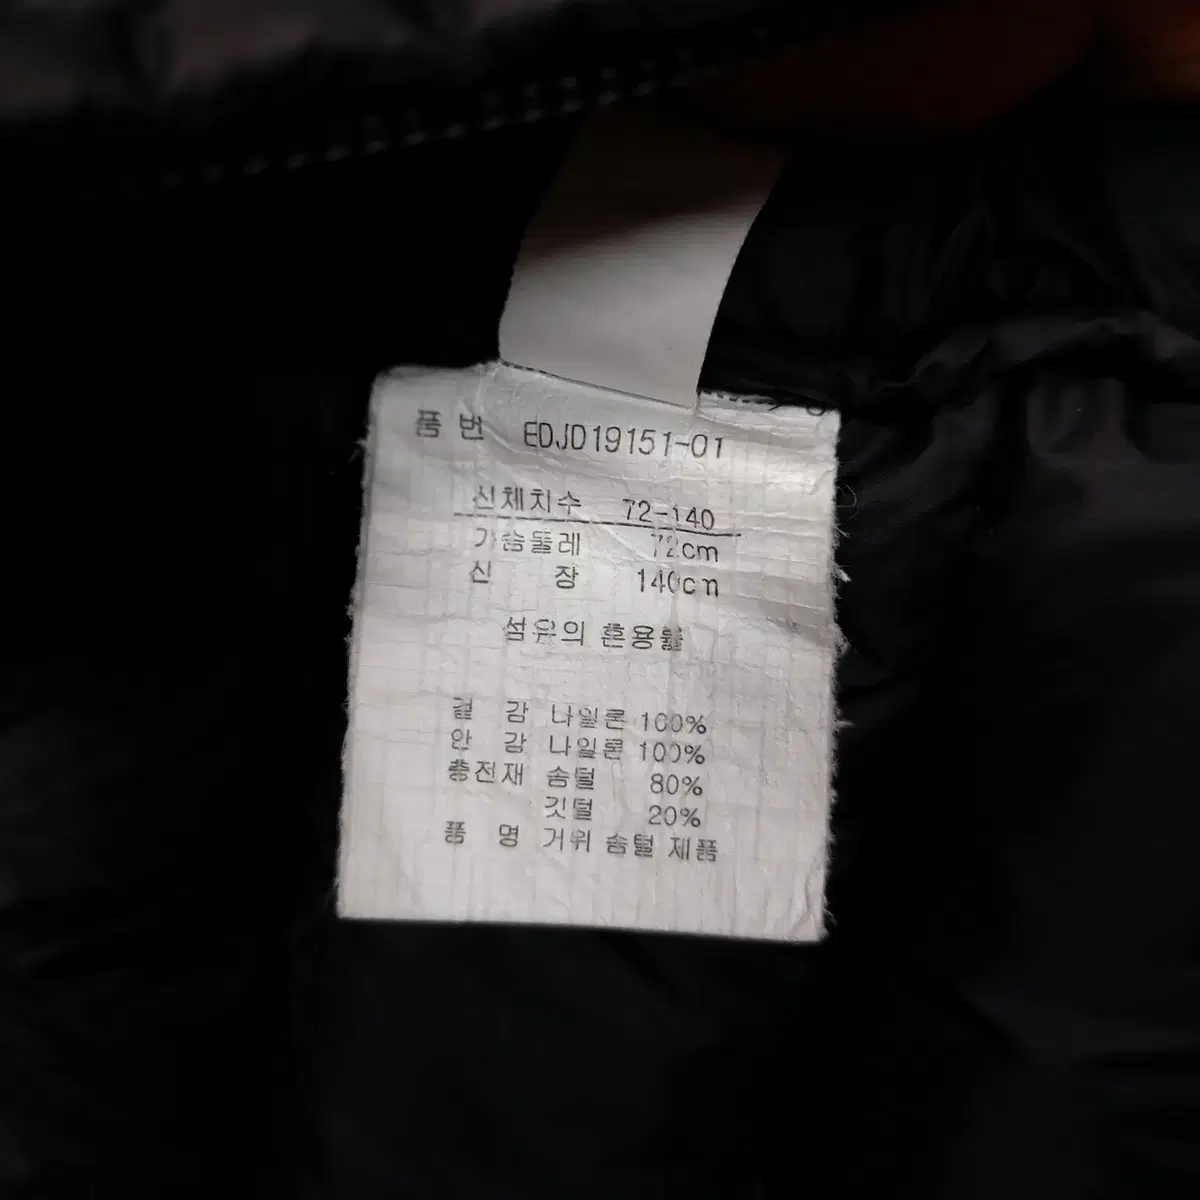 품 번 EDJD19151-01
신체치수 72-140
가슴둘레 72cm
신 장 140cm
섬유의 혼용률
겉 감 나일론 100%
안 감 나일론 100%
충전재 솜털 80%
깃털 20%
품 명 거위 솜털 제품